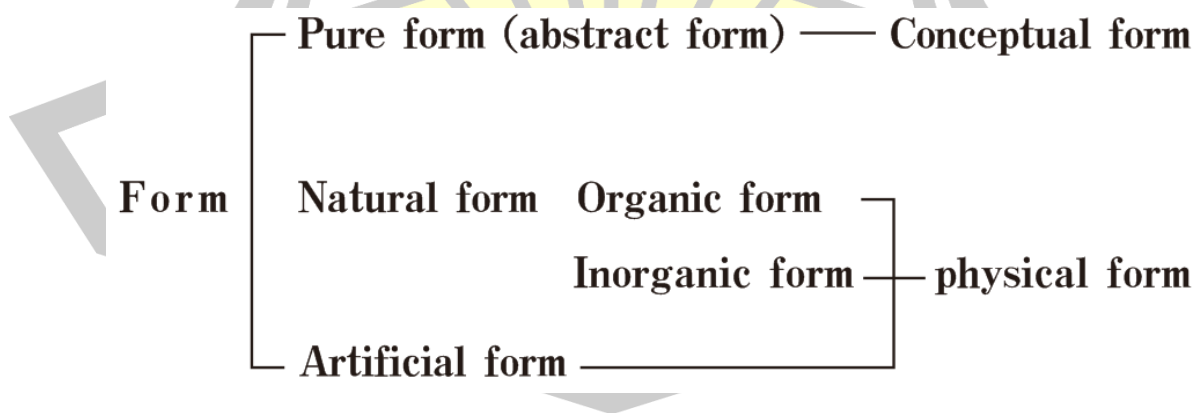 Pure form (abstract form) Conceptual form
Form Natural form Organic form
Inorganic form physical form
Artificial form